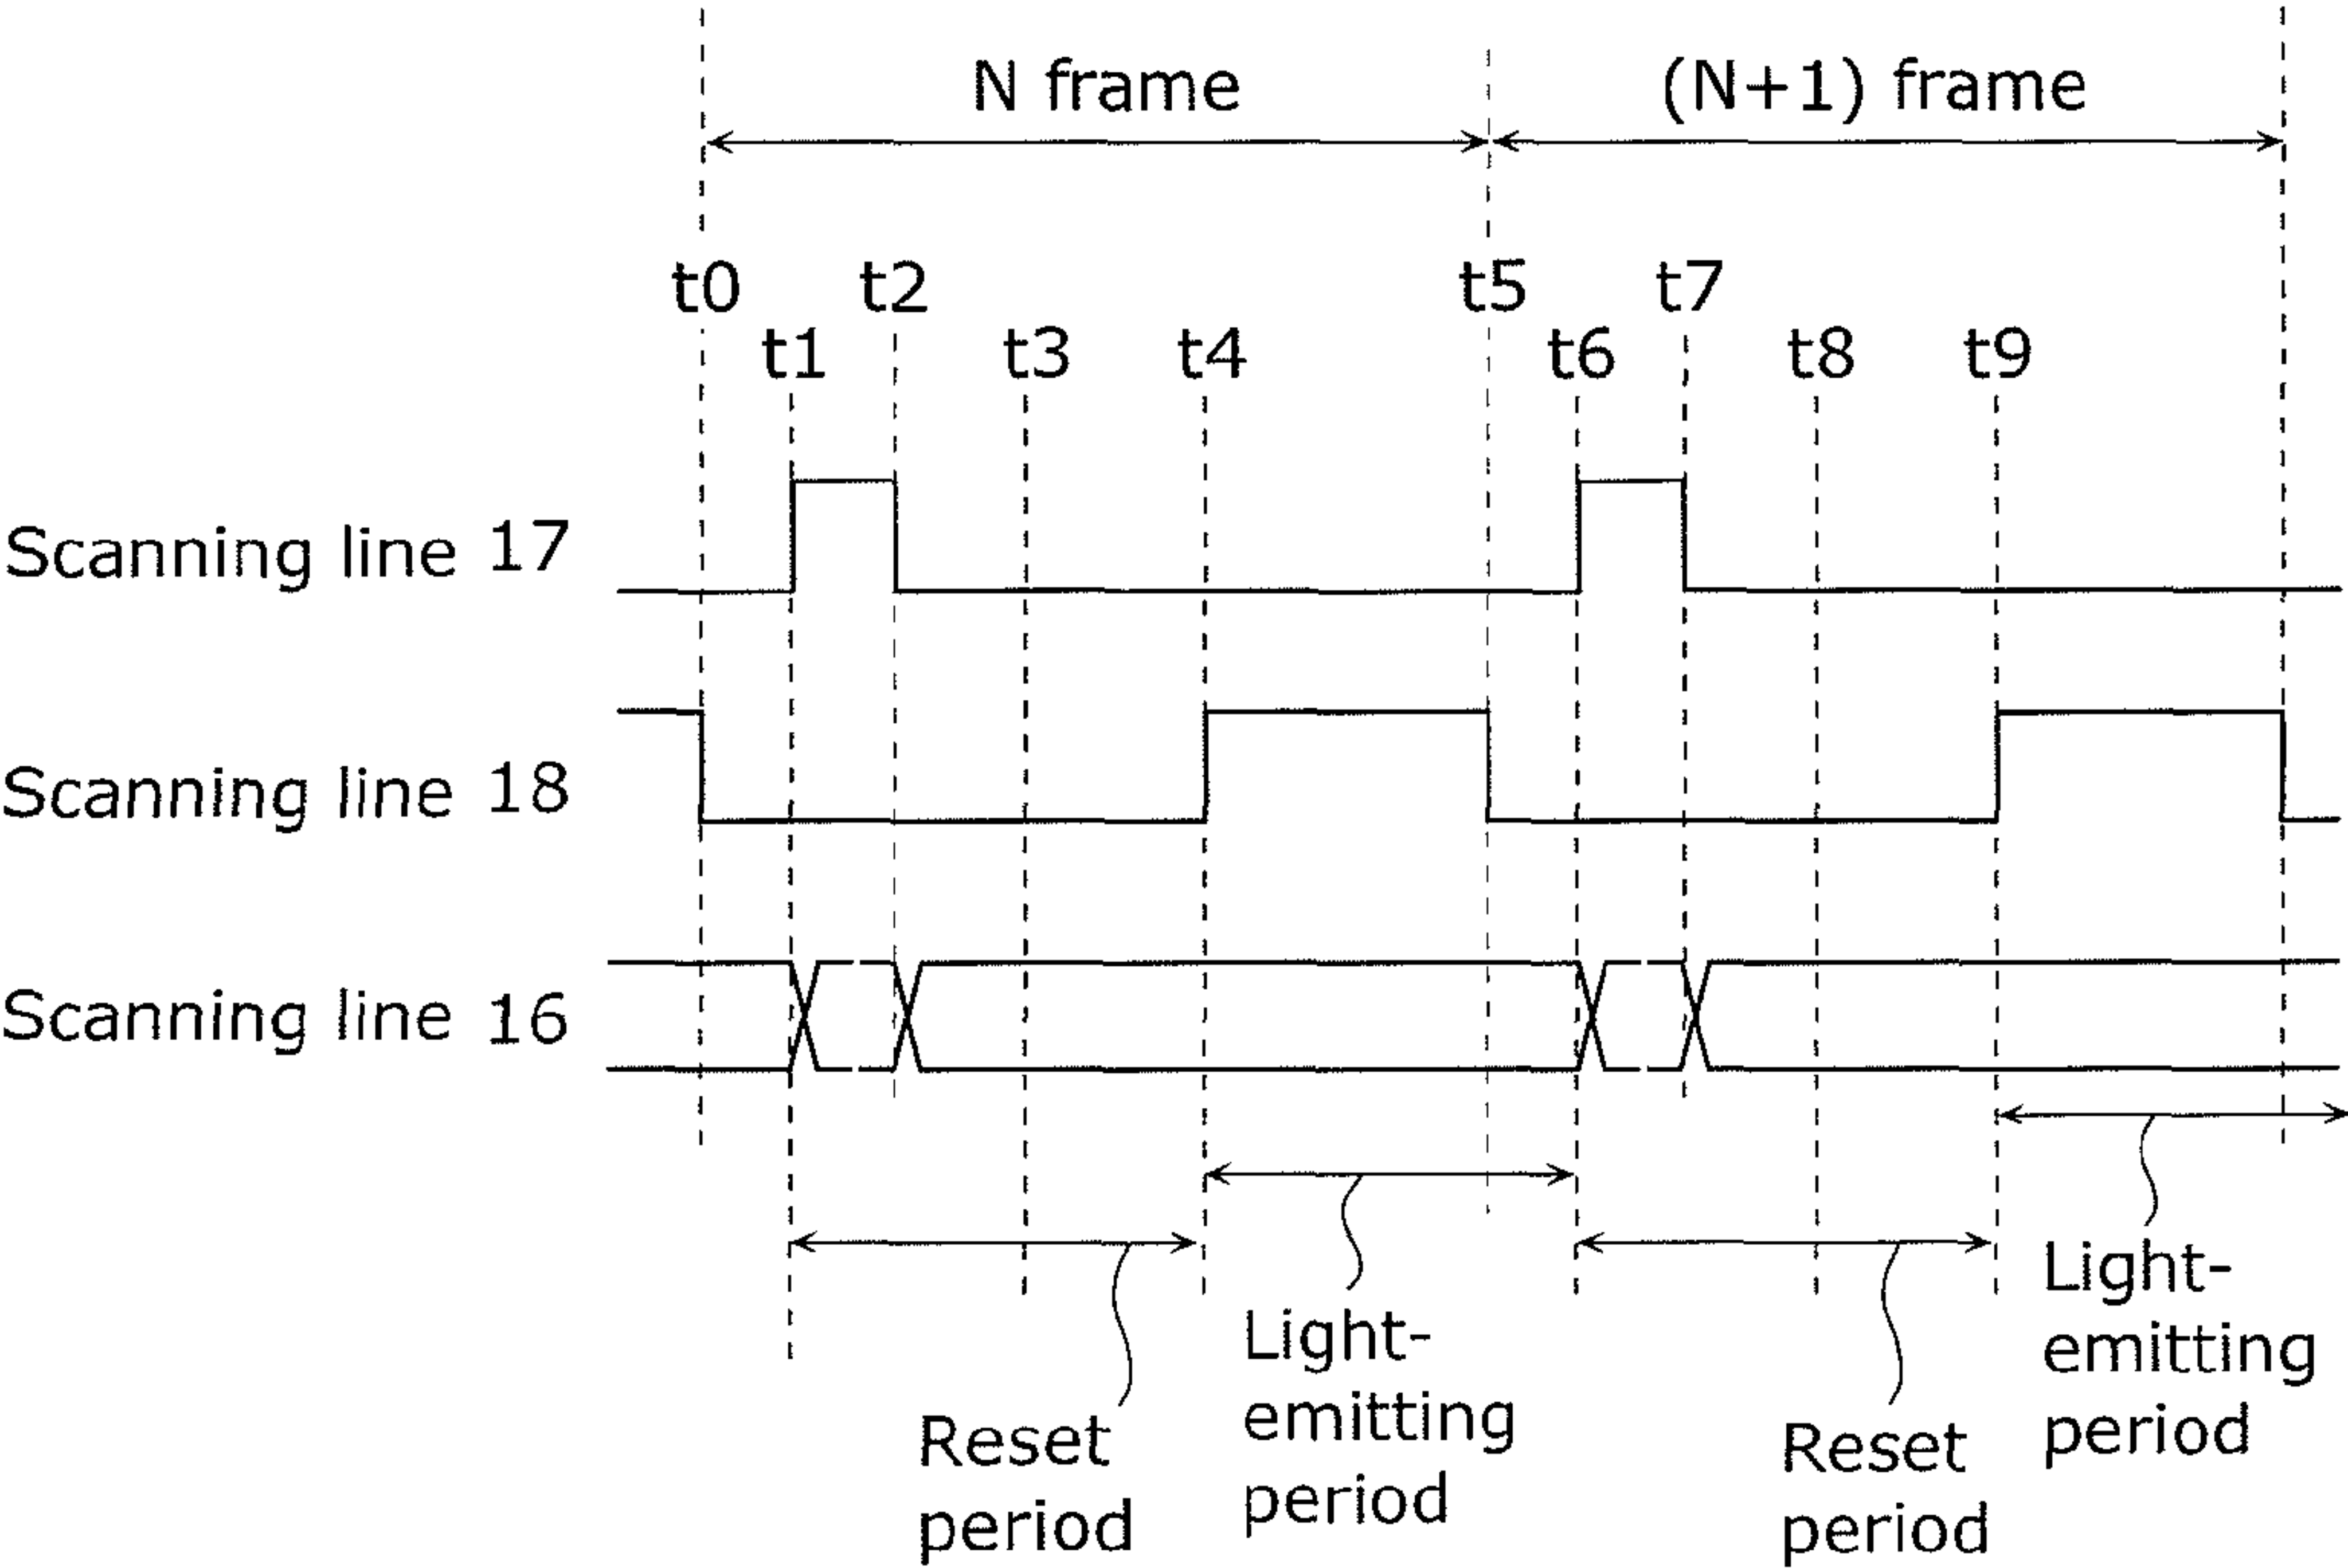 N frame
(N+1) frame
t0
t2
t5
t7
t1
t3
t4
t6
t8
t9
Scanning line 17
Scanning line 18
Scanning line 16
Reset
period
Light-
emitting
period
Reset
period
Light-
emitting
period